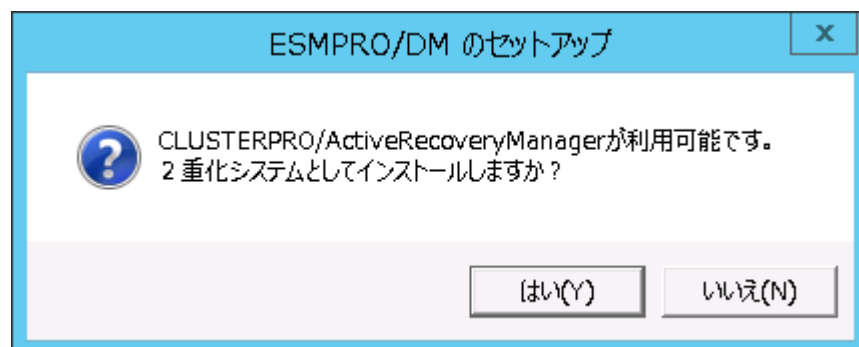 ESMPRO/DM のセットアップ
x
CLUSTERPRO/ActiveRecoveryManagerが利用可能です。
2 重化システムとしてインストールしますか?
はい(Y)
いいえ(N)